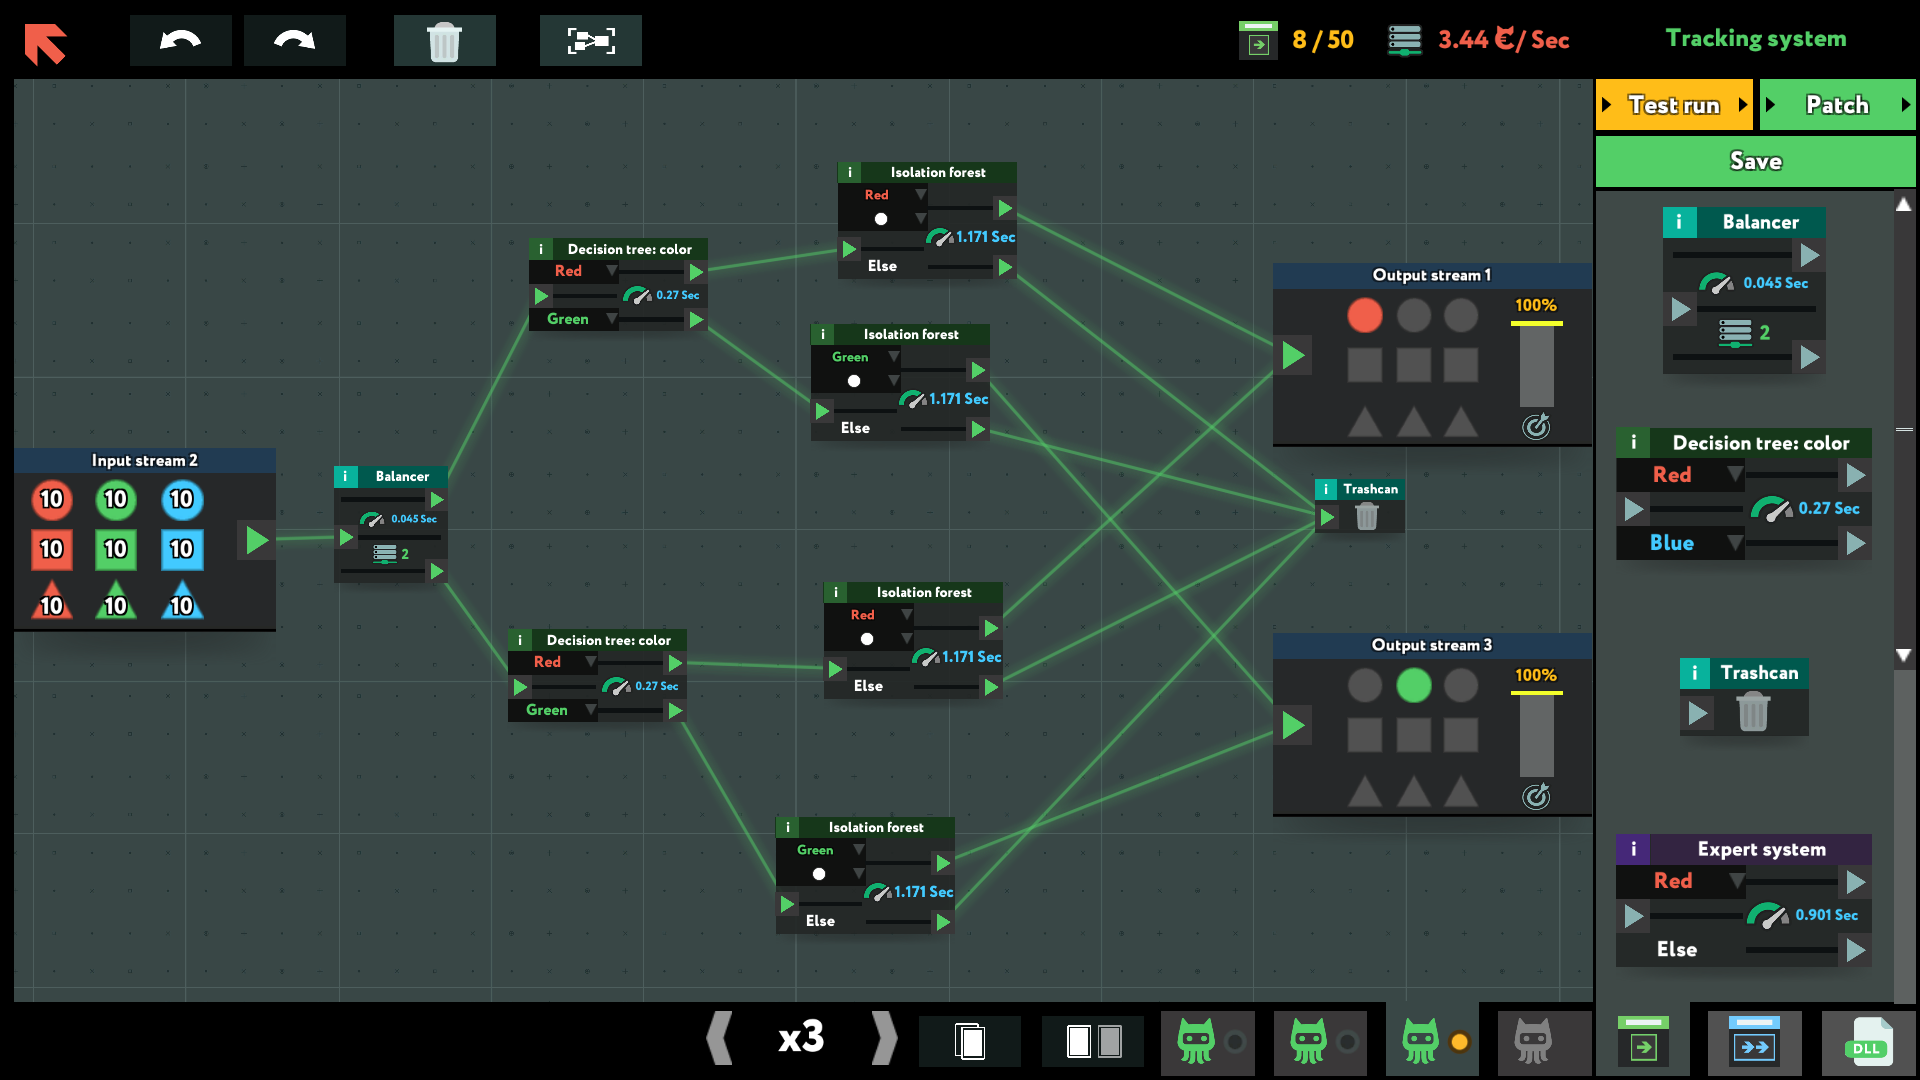 8 / 50
3.44 €/ Sec
Tracking system
Test run
Patch
Save
i Balancer
0.045 Sec
2
i Decision tree: color
Red
0.27 Sec
Blue
i Trashcan
i Expert system
Red
0.901 Sec
Else
DLL
Input stream 2
10 10 10
10 10 10
10 10 10
i Balancer
0.045 Sec
2
i Decision tree: color
Red
0.27 Sec
Green
i Decision tree: color
Red
0.27 Sec
Green
i Isolation forest
Red
1.171 Sec
Else
i Isolation forest
Green
1.171 Sec
Else
i Isolation forest
Red
1.171 Sec
Else
i Isolation forest
Green
1.171 Sec
Else
Output stream 1
100%
i Trashcan
Output stream 3
100%
x3